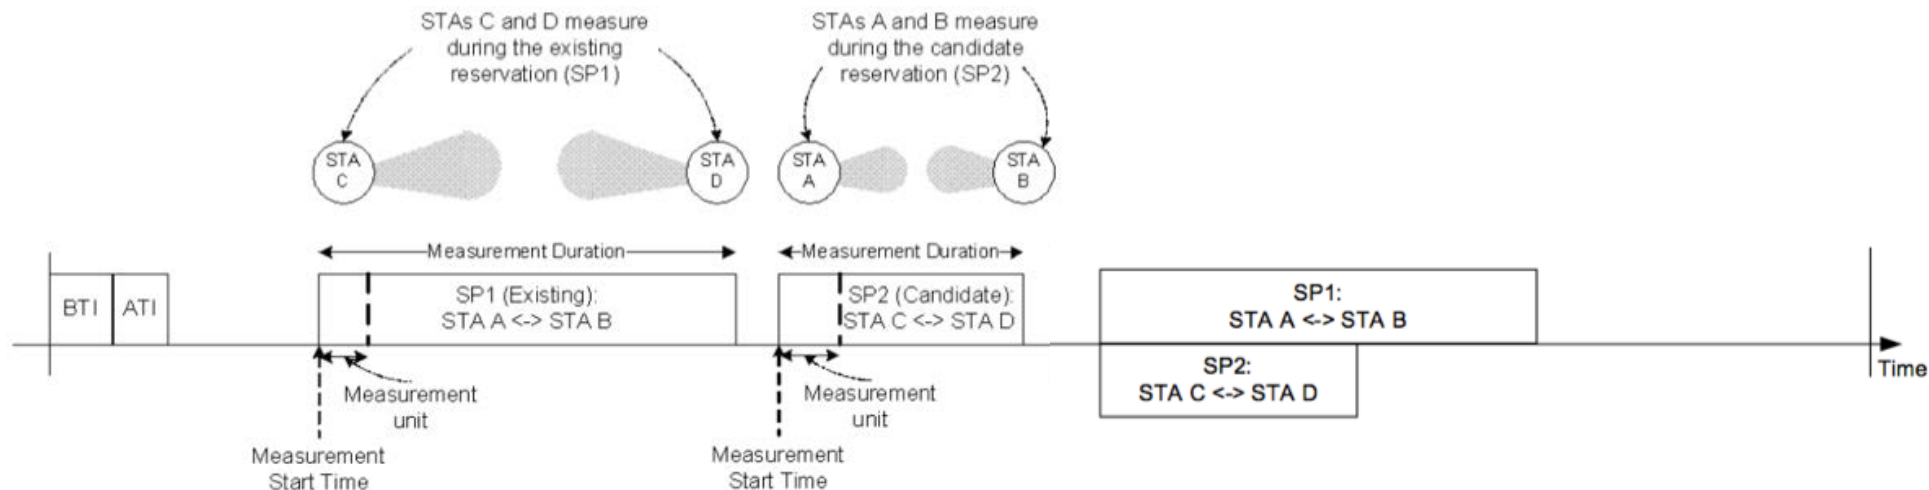 STAs C and D measure
during the existing
reservation (SP1)
STAs A and B measure
during the candidate
reservation (SP2)
STA
C
STA
D
STA
A
STA
B
Measurement Duration
Measurement Duration
BTI
ATI
SP1 (Existing):
STA A <-> STA B
SP2 (Candidate):
STA C <-> STA D
SP1:
STA A <-> STA B
SP2:
STA C <-> STA D
Time
Measurement
unit
Measurement
unit
Measurement
Start Time
Measurement
Start Time